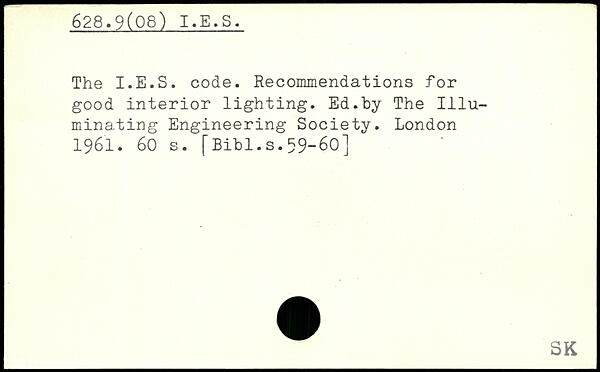 628.9(08) I.E.S.
The I.E.S. code. Recommendations for
good interior lighting. Ed.by The Illu-
minating Engineering Society. London
1961. 60 s. [Bibl.s.59-60]
SK